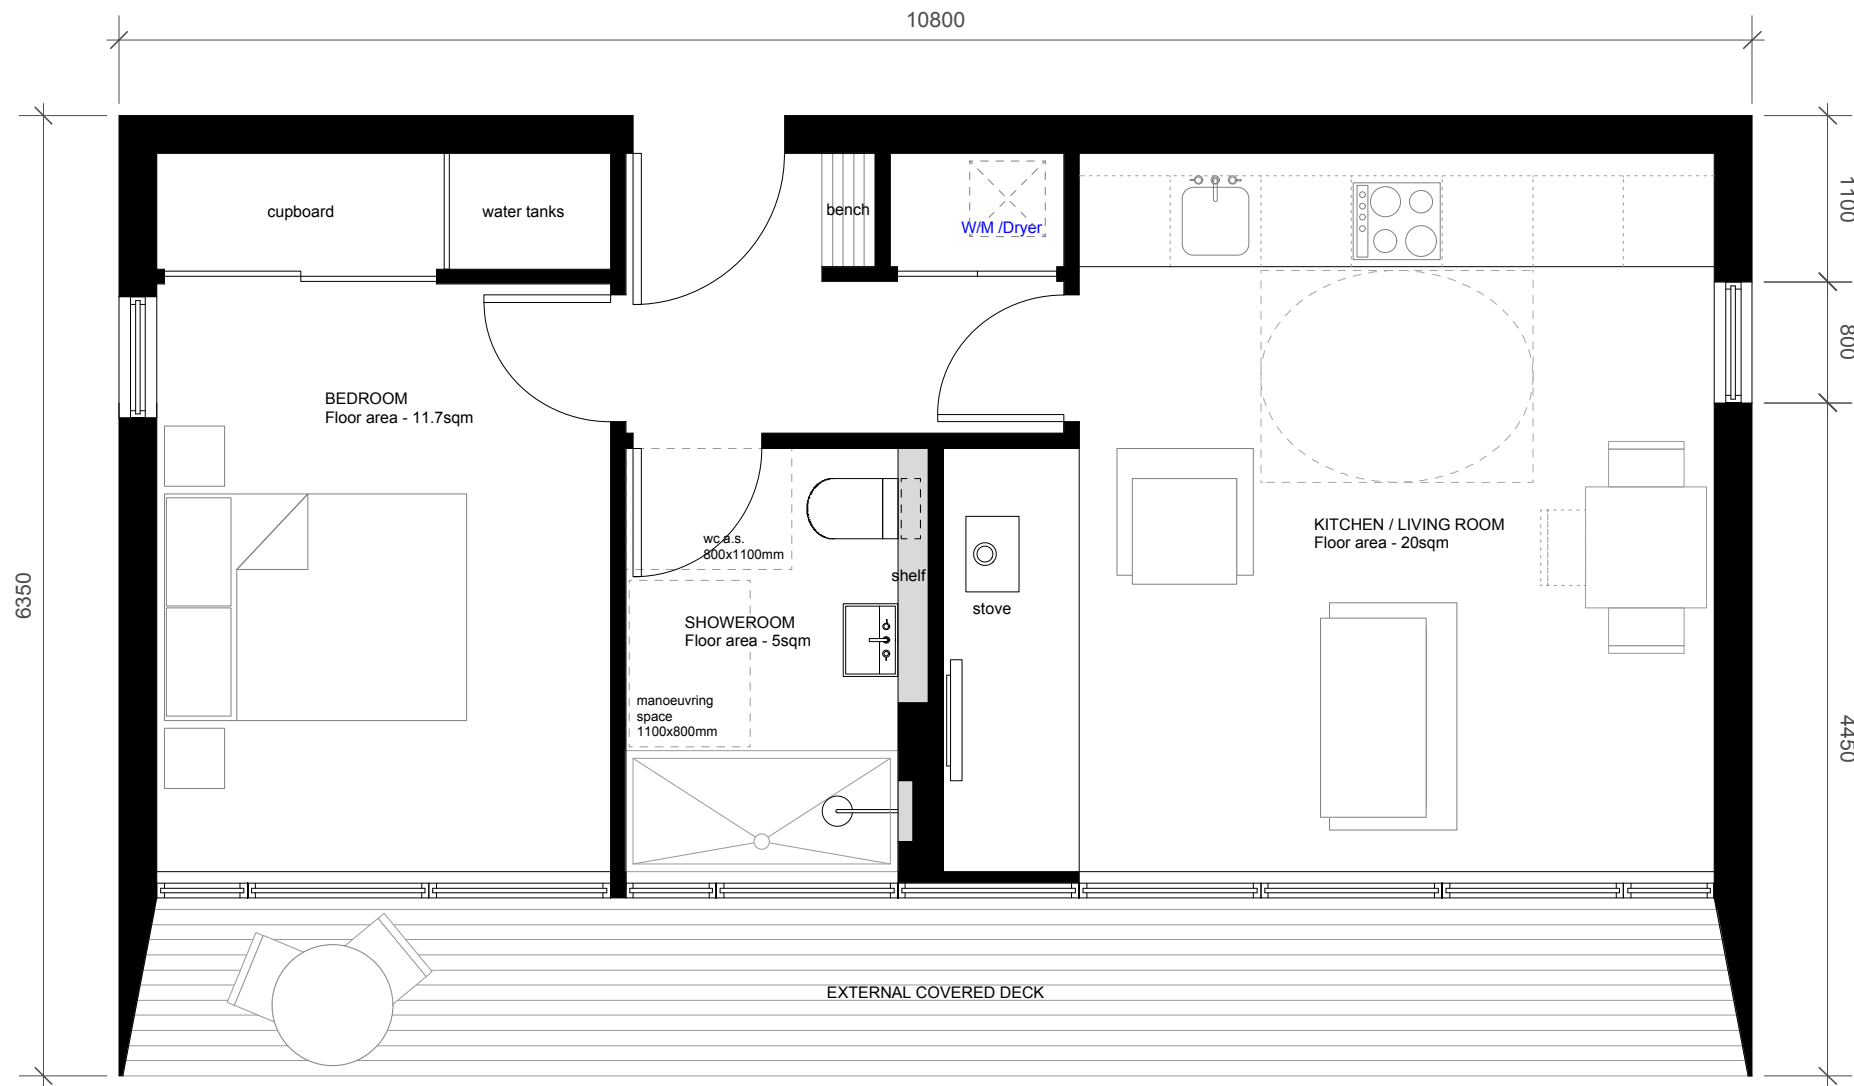 10800
cupboard
water tanks
bench
W/M /Dryer
1100
800
BEDROOM
Floor area - 11.7sqm
KITCHEN / LIVING ROOM
Floor area - 20sqm
wc a.s.
800x1100mm
shelf
stove
6350
SHOWEROOM
Floor area - 5sqm
manoeuvring
space
1100x800mm
4450
EXTERNAL COVERED DECK